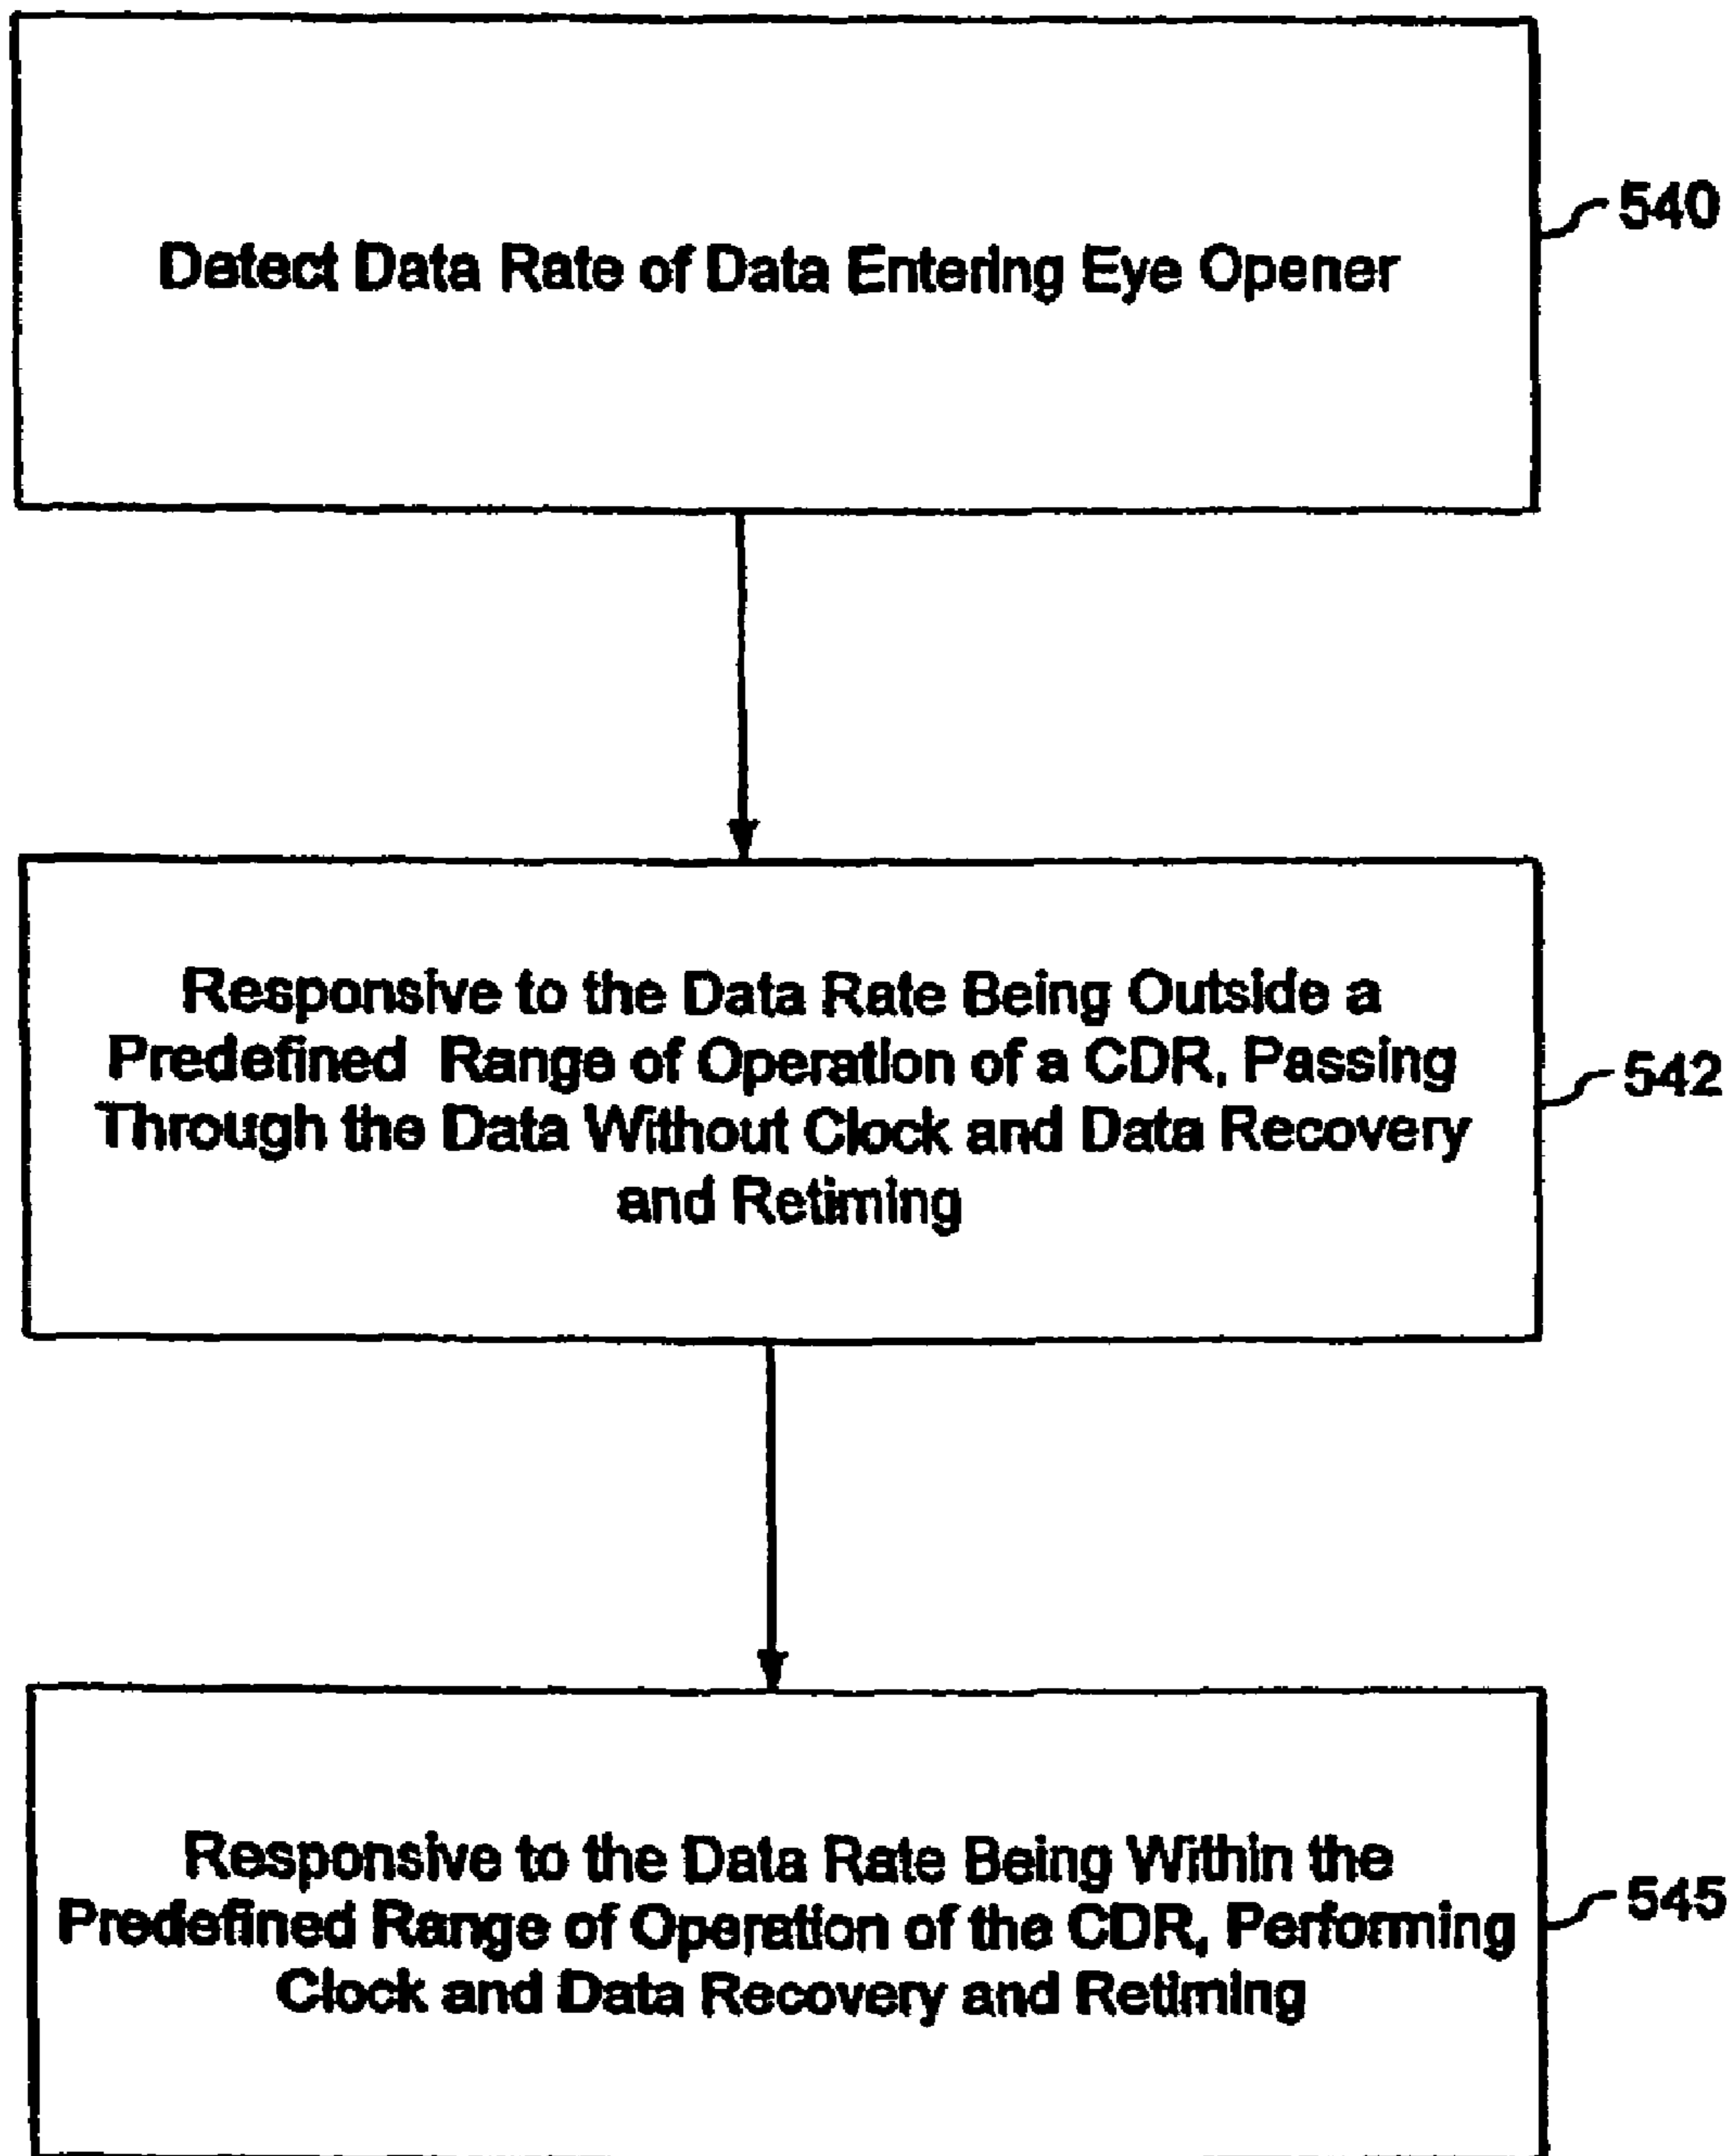 Detect Data Rate of Data Entering Eye Opener
540
Responsive to the Data Rate Being Outside a
Predefined Range of Operation of a CDR, Passing
Through the Data Without Clock and Data Recovery
and Retiming
542
Responsive to the Data Rate Being Within the
Predefined Range of Operation of the CDR, Performing
Clock and Data Recovery and Retiming
545